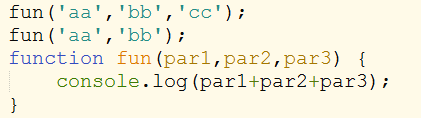 fun('aa','bb','cc');
fun('aa','bb');
function fun(par1,par2,par3) {
    console.log(par1+par2+par3);
}